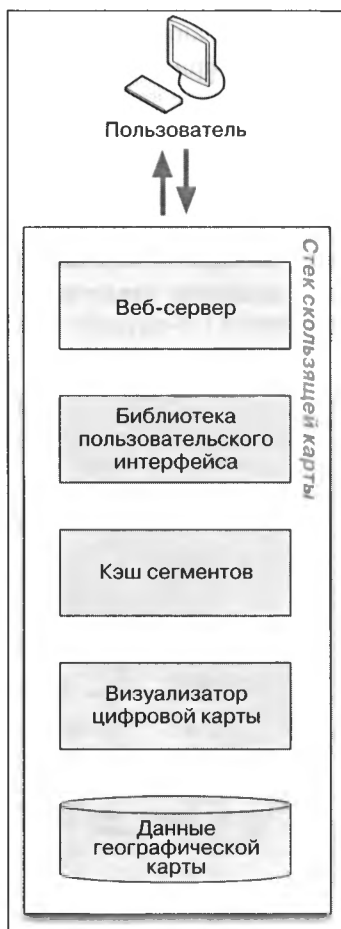 Пользователь
Стек скользящей карты
Веб-сервер
Библиотека
пользовательского
интерфейса
Кэш сегментов
Визуализатор
цифровой карты
Данные
географической
карты